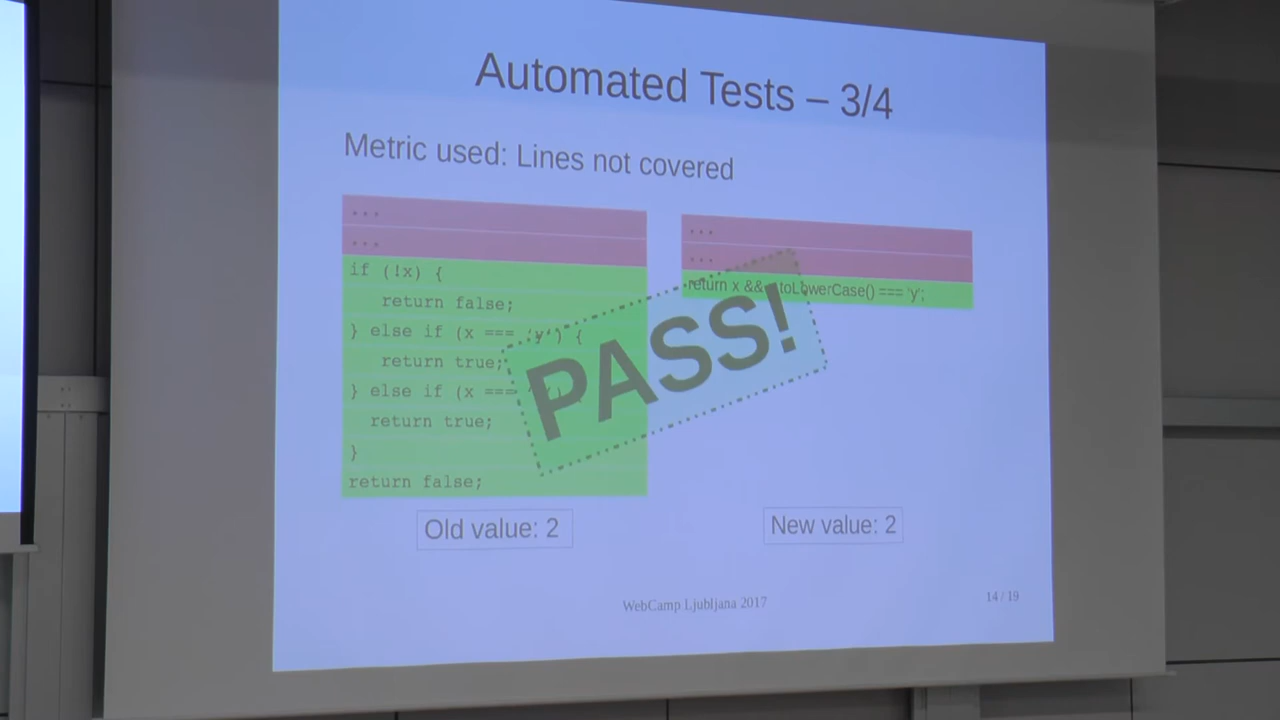 Automated Tests – 3/4
Metric used: Lines not covered
...
...
if (!x) {
return false;
} else if (x === 'y') {
return true;
} else if (x ===
return true;
}
return false;
...
...
return x && toLowerCase() === 'y';
PASS!
Old value: 2
New value: 2
WebCamp Ljubljana 2017
14 / 19